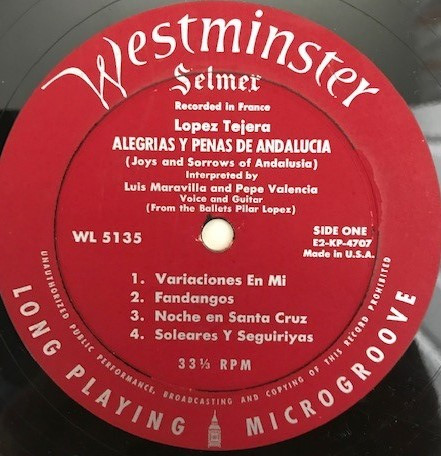 Westminster
Selmer
Recorded in France
Lopez Tejera
ALEGRIAS Y PENAS DE ANDALUCIA
(Joys and Sorrows of Andalusia)
Interpreted by
Luis Maravilla and Pepe Valencia
Voice and Guitar
(From the Ballets Pilar Lopez)
WL 5135
SIDE ONE
E2-KP-4707
Made in U.S.A.
1. Variaciones En Mi
2. Fandangos
3. Noche en Santa Cruz
4. Soleares Y Seguiriyas
33⅓ RPM
UNAUTHORIZED PUBLIC PERFORMANCE, BROADCASTING AND COPYING OF THIS RECORD PROHIBITED
LONG PLAYING MICROGROOVE